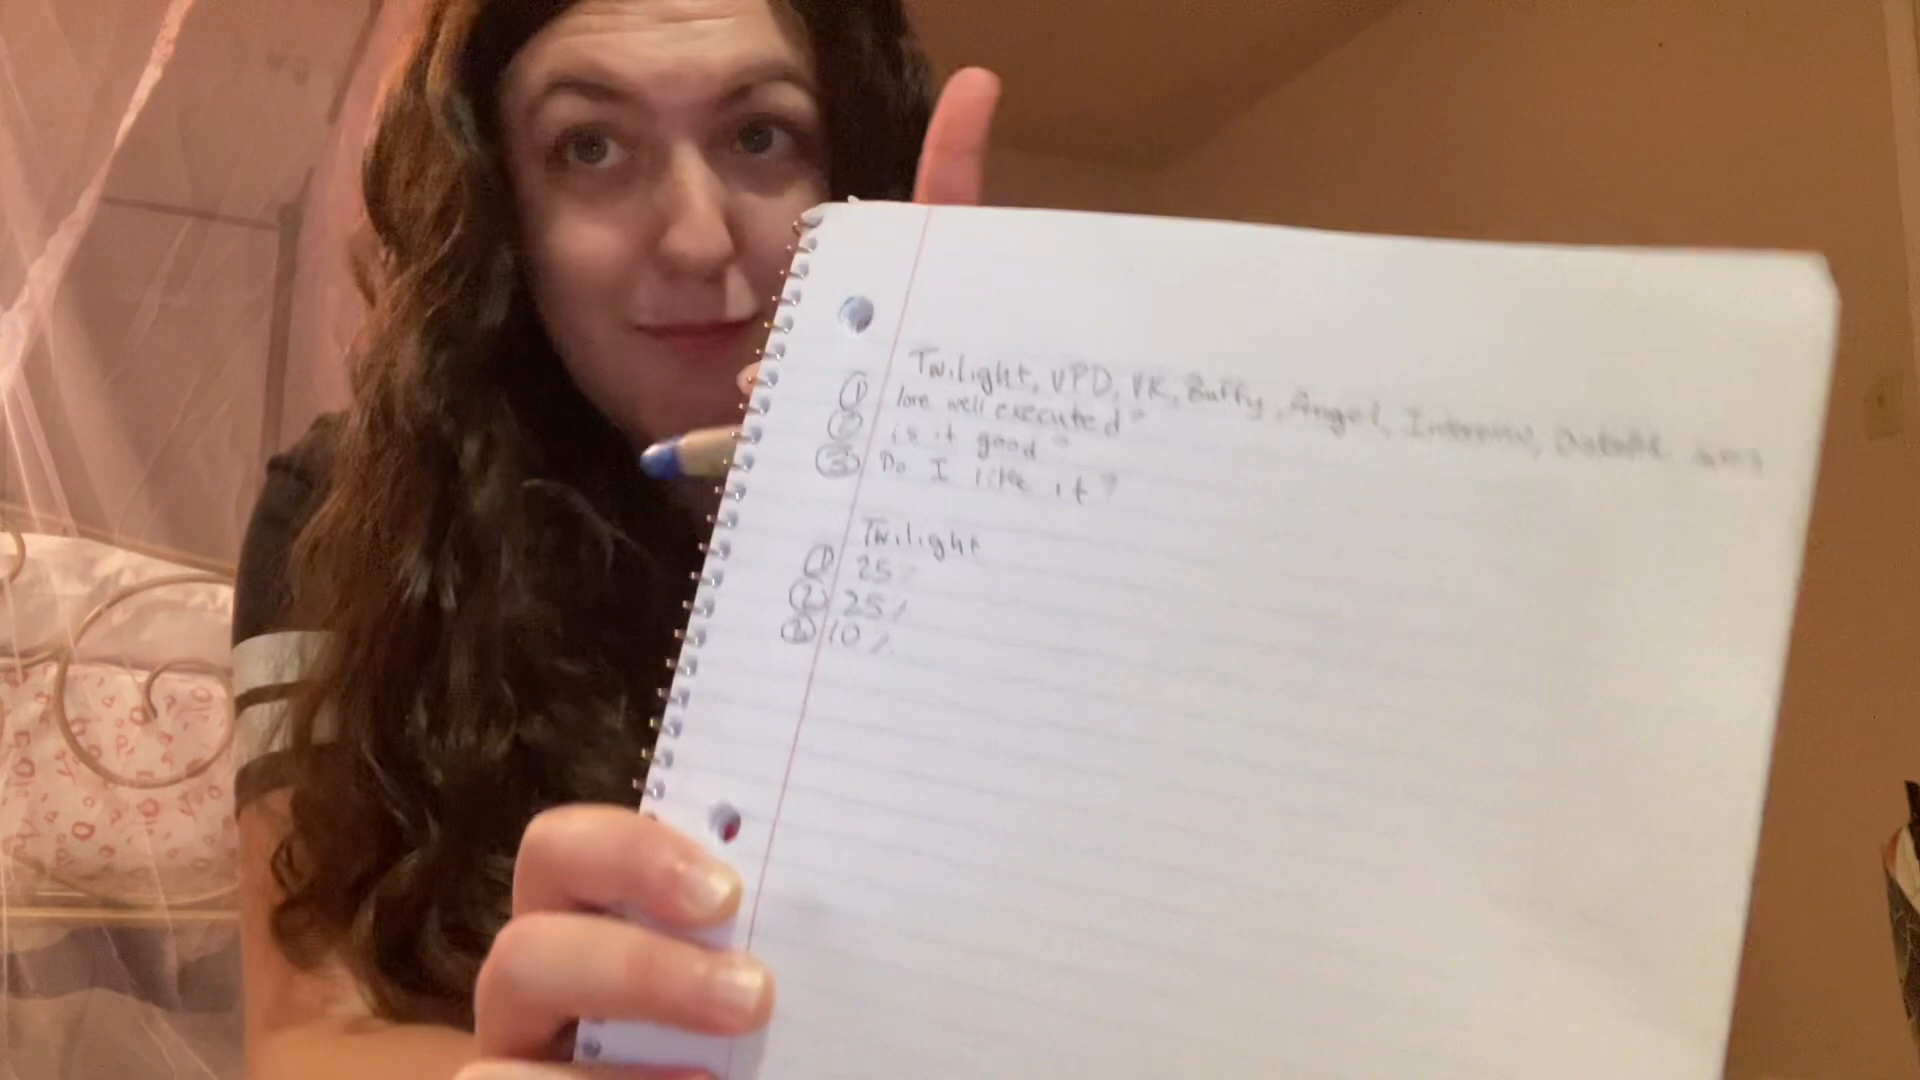 Twilight, VPD, VK, Buffy, Angel,
① lore well executed?
② is it good?
③ Do I like it?
Twilight
① 25%
② 25%
③ 10%